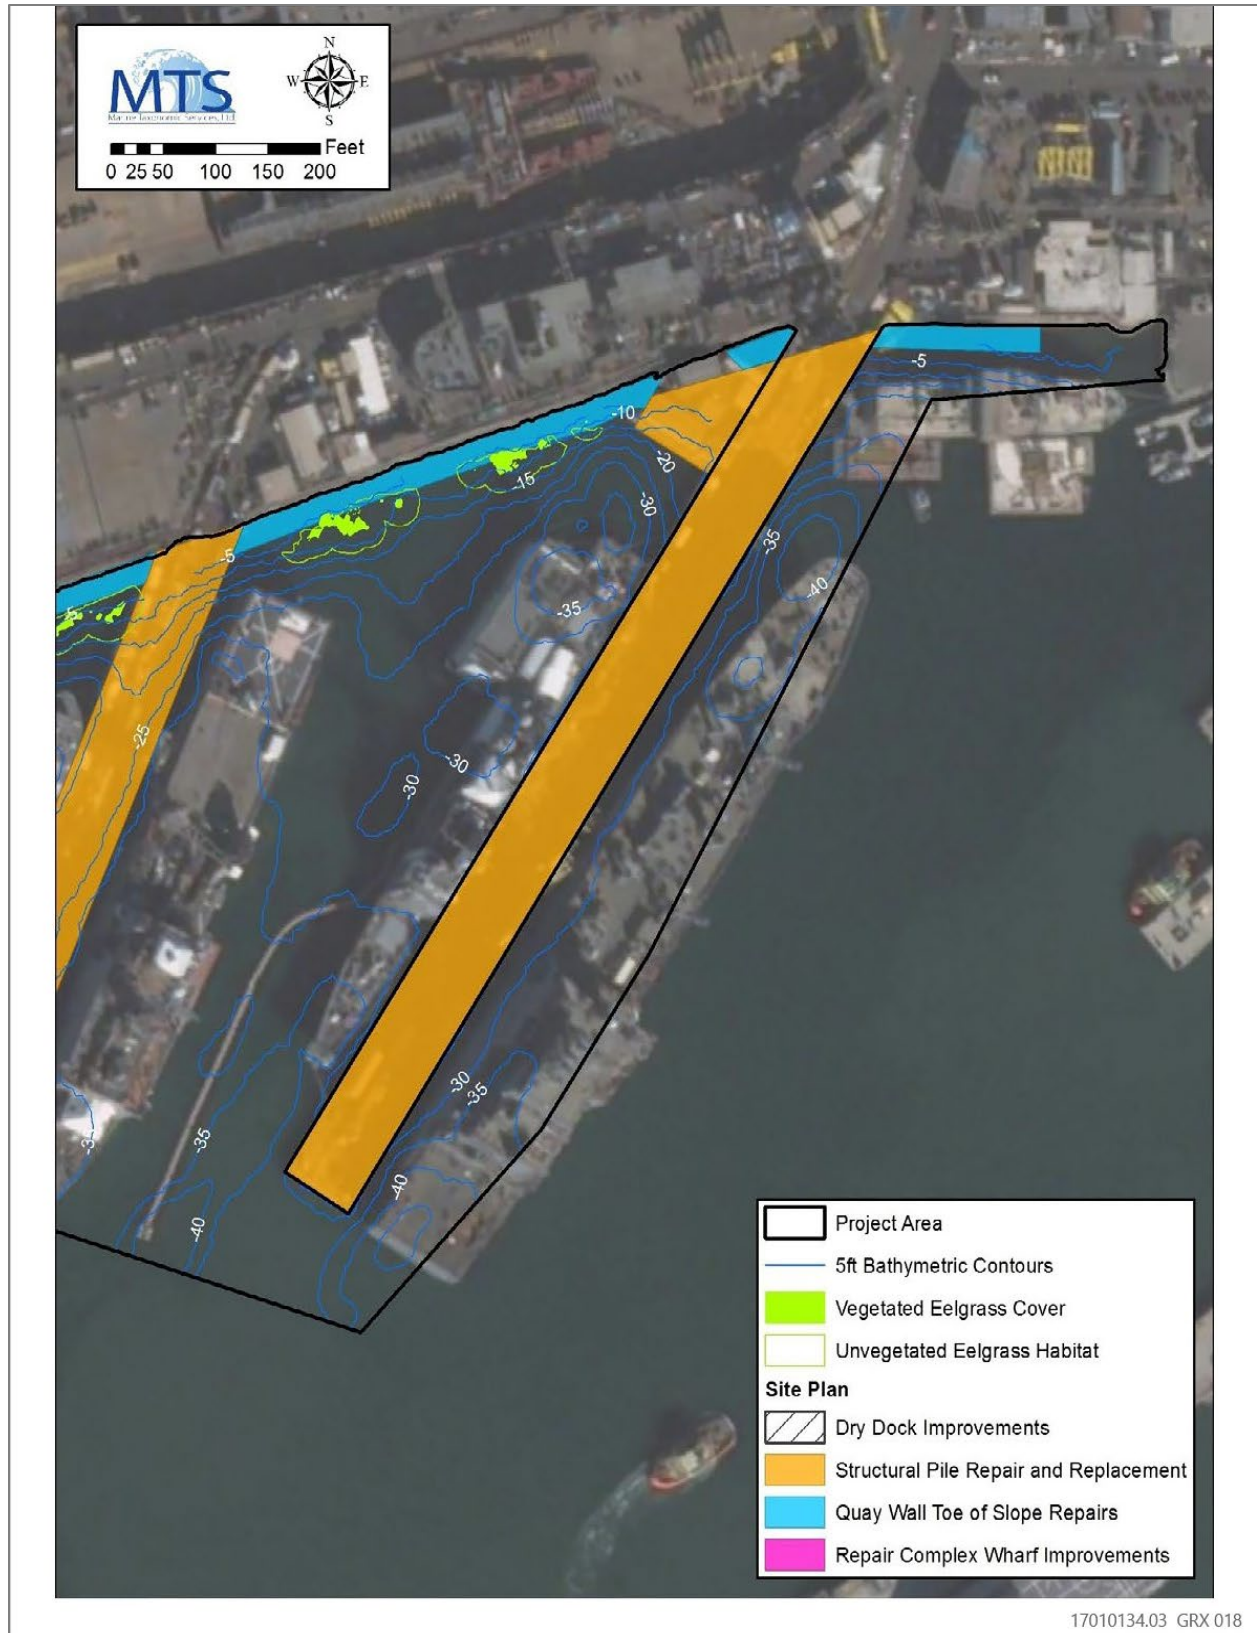 MTS
Marine Taxonomic Services, Ltd
N
W E
S
Feet
0 25 50 100 150 200
-5
-10
-20
-15
-30
-5
-35
-5
-35
-40
-25
-30
-30
-30
-35
-35
-35
-40
-40
Project Area
5ft Bathymetric Contours
Vegetated Eelgrass Cover
Unvegetated Eelgrass Habitat
Site Plan
Dry Dock Improvements
Structural Pile Repair and Replacement
Quay Wall Toe of Slope Repairs
Repair Complex Wharf Improvements
17010134.03 GRX 018